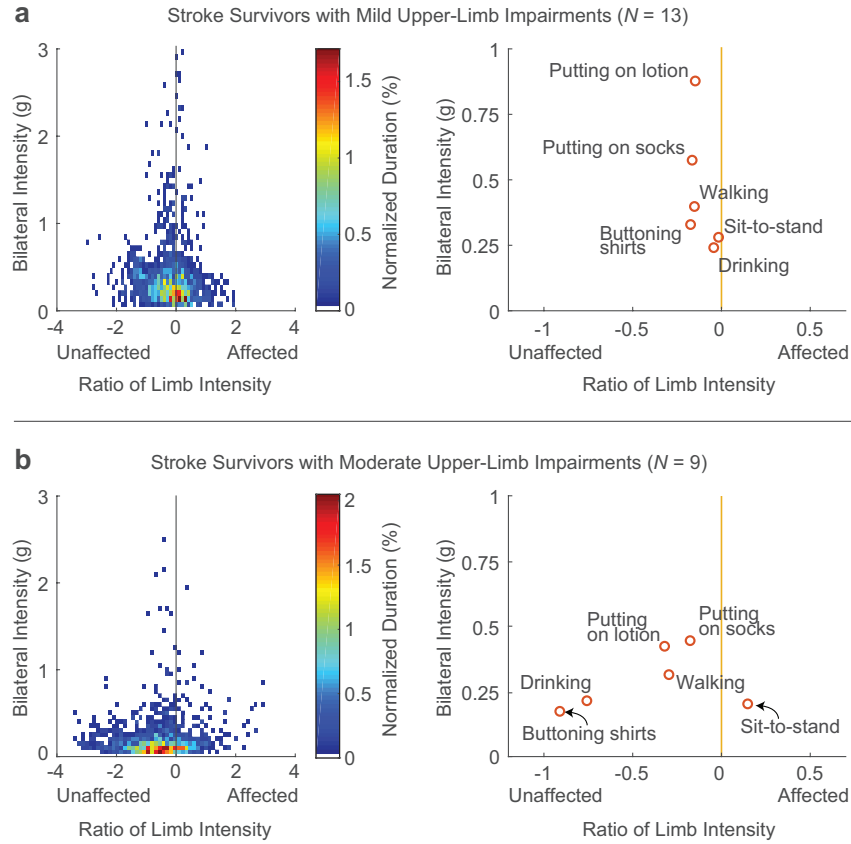 a
Stroke Survivors with Mild Upper-Limb Impairments (N = 13)
Bilateral Intensity (g)
3
2
1
0
-4
-2
0
2
4
Unaffected
Affected
Ratio of Limb Intensity
1.5
1
0.5
0
Normalized Duration (%)
Bilateral Intensity (g)
1
0.75
0.5
0.25
0
Putting on lotion
Putting on socks
Walking
Buttoning
shirts
Sit-to-stand
Drinking
-1
-0.5
0
0.5
Unaffected
Affected
Ratio of Limb Intensity
b
Stroke Survivors with Moderate Upper-Limb Impairments (N = 9)
Bilateral Intensity (g)
3
2
1
0
-4
-2
0
2
4
Unaffected
Affected
Ratio of Limb Intensity
2
1.5
1
0.5
0
Normalized Duration (%)
Bilateral Intensity (g)
1
0.75
0.5
0.25
0
Putting
on lotion
Putting
on socks
Drinking
Walking
Buttoning shirts
Sit-to-stand
-1
-0.5
0
0.5
Unaffected
Affected
Ratio of Limb Intensity